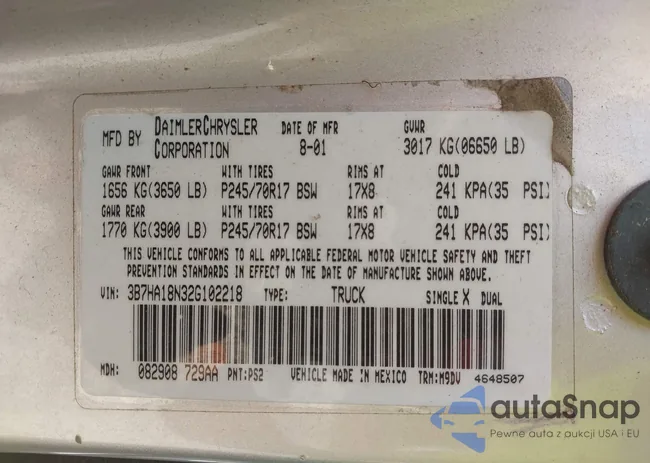 MFD BY DAIMLERCHRYSLER CORPORATION DATE OF MFR 8-01 GVWR 3017 KG(06650 LB)
GAWR FRONT WITH TIRES RIMS AT COLD
1656 KG(3650 LB) P245/70R17 BSW 17X8 241 KPA(35 PSI)
GAWR REAR WITH TIRES RIMS AT COLD
1770 KG(3900 LB) P245/70R17 BSW 17X8 241 KPA(35 PSI)
THIS VEHICLE CONFORMS TO ALL APPLICABLE FEDERAL MOTOR VEHICLE SAFETY AND THEFT
PREVENTION STANDARDS IN EFFECT ON THE DATE OF MANUFACTURE SHOWN ABOVE.
VIN: 3B7HA18N32G102218 TYPE: TRUCK SINGLE X DUAL
MDH: 082908 729AA PNT:PS2 VEHICLE MADE IN MEXICO TRM:M9DV 4648507
autaSnap
Pewne auta z aukcji USA i EU